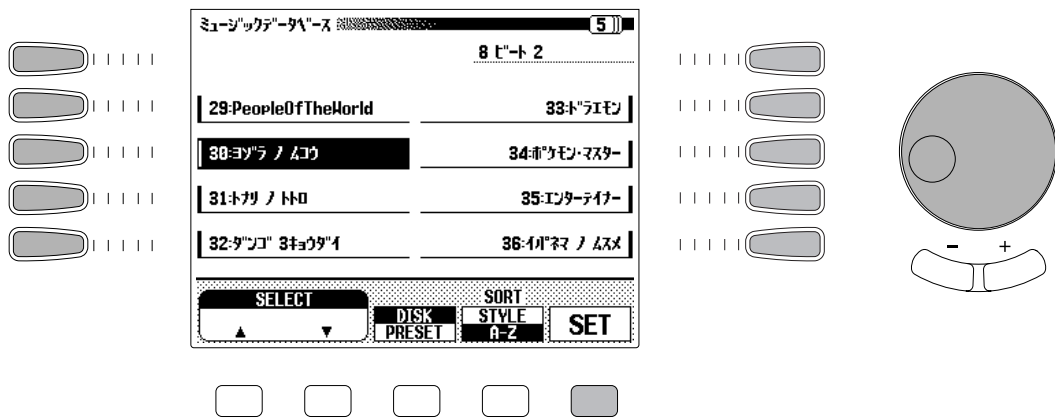 ミュージックデータベース 5
8 ビート 2
29:PeopleOfTheWorld
33:ドラエモン
30:ヨゾラ ノ ムコウ
34:ポケモン・マスター
31:トナリ ノ トトロ
35:エンターテイナー
32:ダンゴ 3キョウダイ
36:イパネマ ノ ムスメ
SELECT
▲ ▼
DISK
PRESET
SORT
STYLE
A-Z
SET
− +